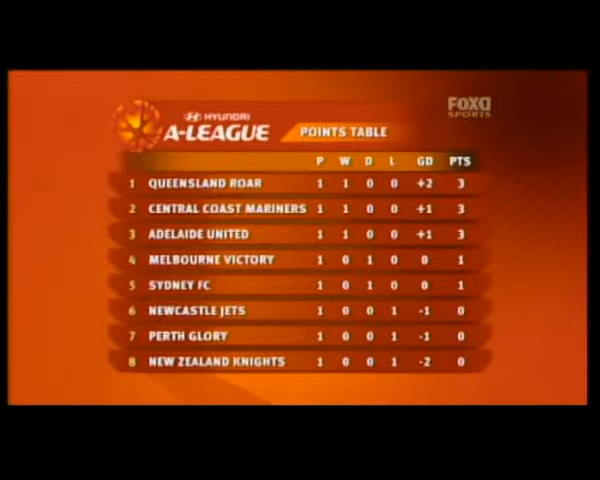 FOX SPORTS
HYUNDAI
A-LEAGUE POINTS TABLE
P W D L GD PTS
1 QUEENSLAND ROAR 1 1 0 0 +2 3
2 CENTRAL COAST MARINERS 1 1 0 0 +1 3
3 ADELAIDE UNITED 1 1 0 0 +1 3
4 MELBOURNE VICTORY 1 0 1 0 0 1
5 SYDNEY FC 1 0 1 0 0 1
6 NEWCASTLE JETS 1 0 0 1 -1 0
7 PERTH GLORY 1 0 0 1 -1 0
8 NEW ZEALAND KNIGHTS 1 0 0 1 -2 0